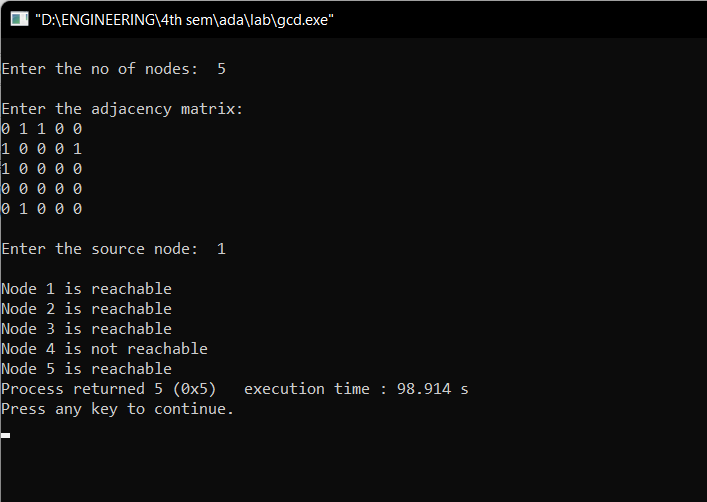 "D:\ENGINEERING\4th sem\ada\lab\gcd.exe"
Enter the no of nodes:  5
Enter the adjacency matrix:
0 1 1 0 0
1 0 0 0 1
1 0 0 0 0
0 0 0 0 0
0 1 0 0 0
Enter the source node:  1
Node 1 is reachable
Node 2 is reachable
Node 3 is reachable
Node 4 is not reachable
Node 5 is reachable
Process returned 5 (0x5)   execution time : 98.914 s
Press any key to continue.